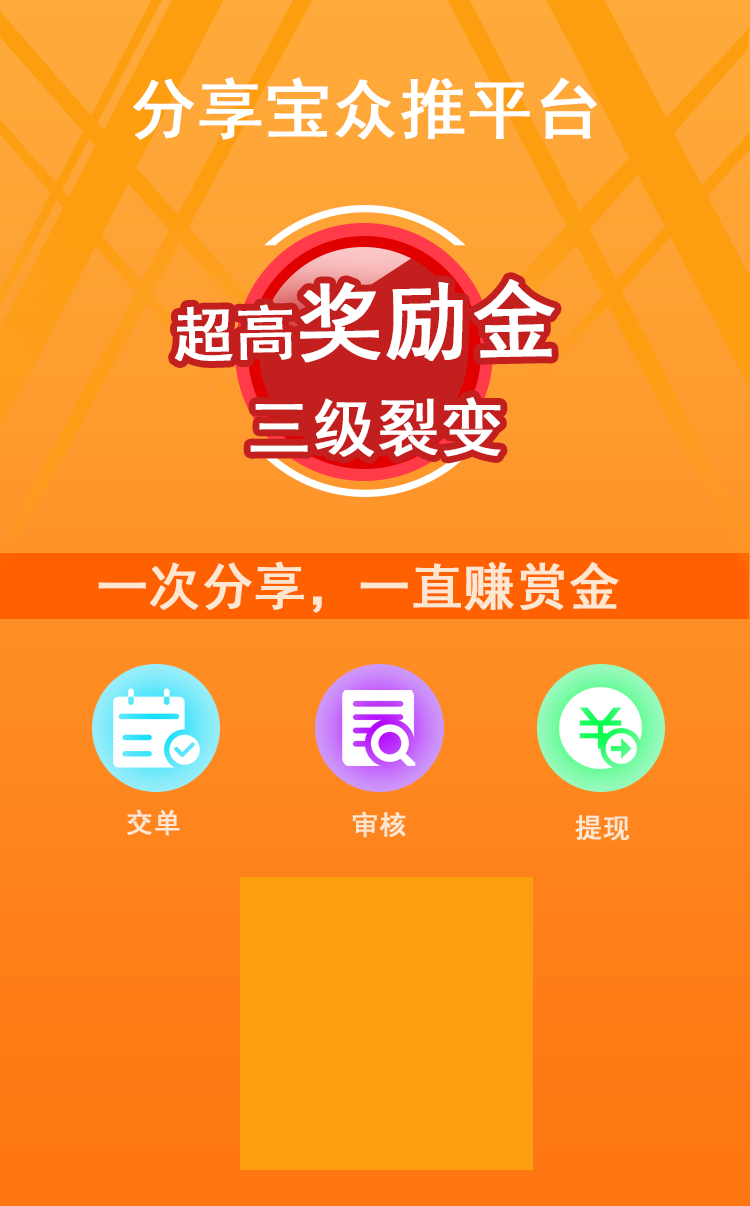 分享宝众推平台
超高奖励金
三级裂变
一次分享，一直赚赏金
交单
审核
提现